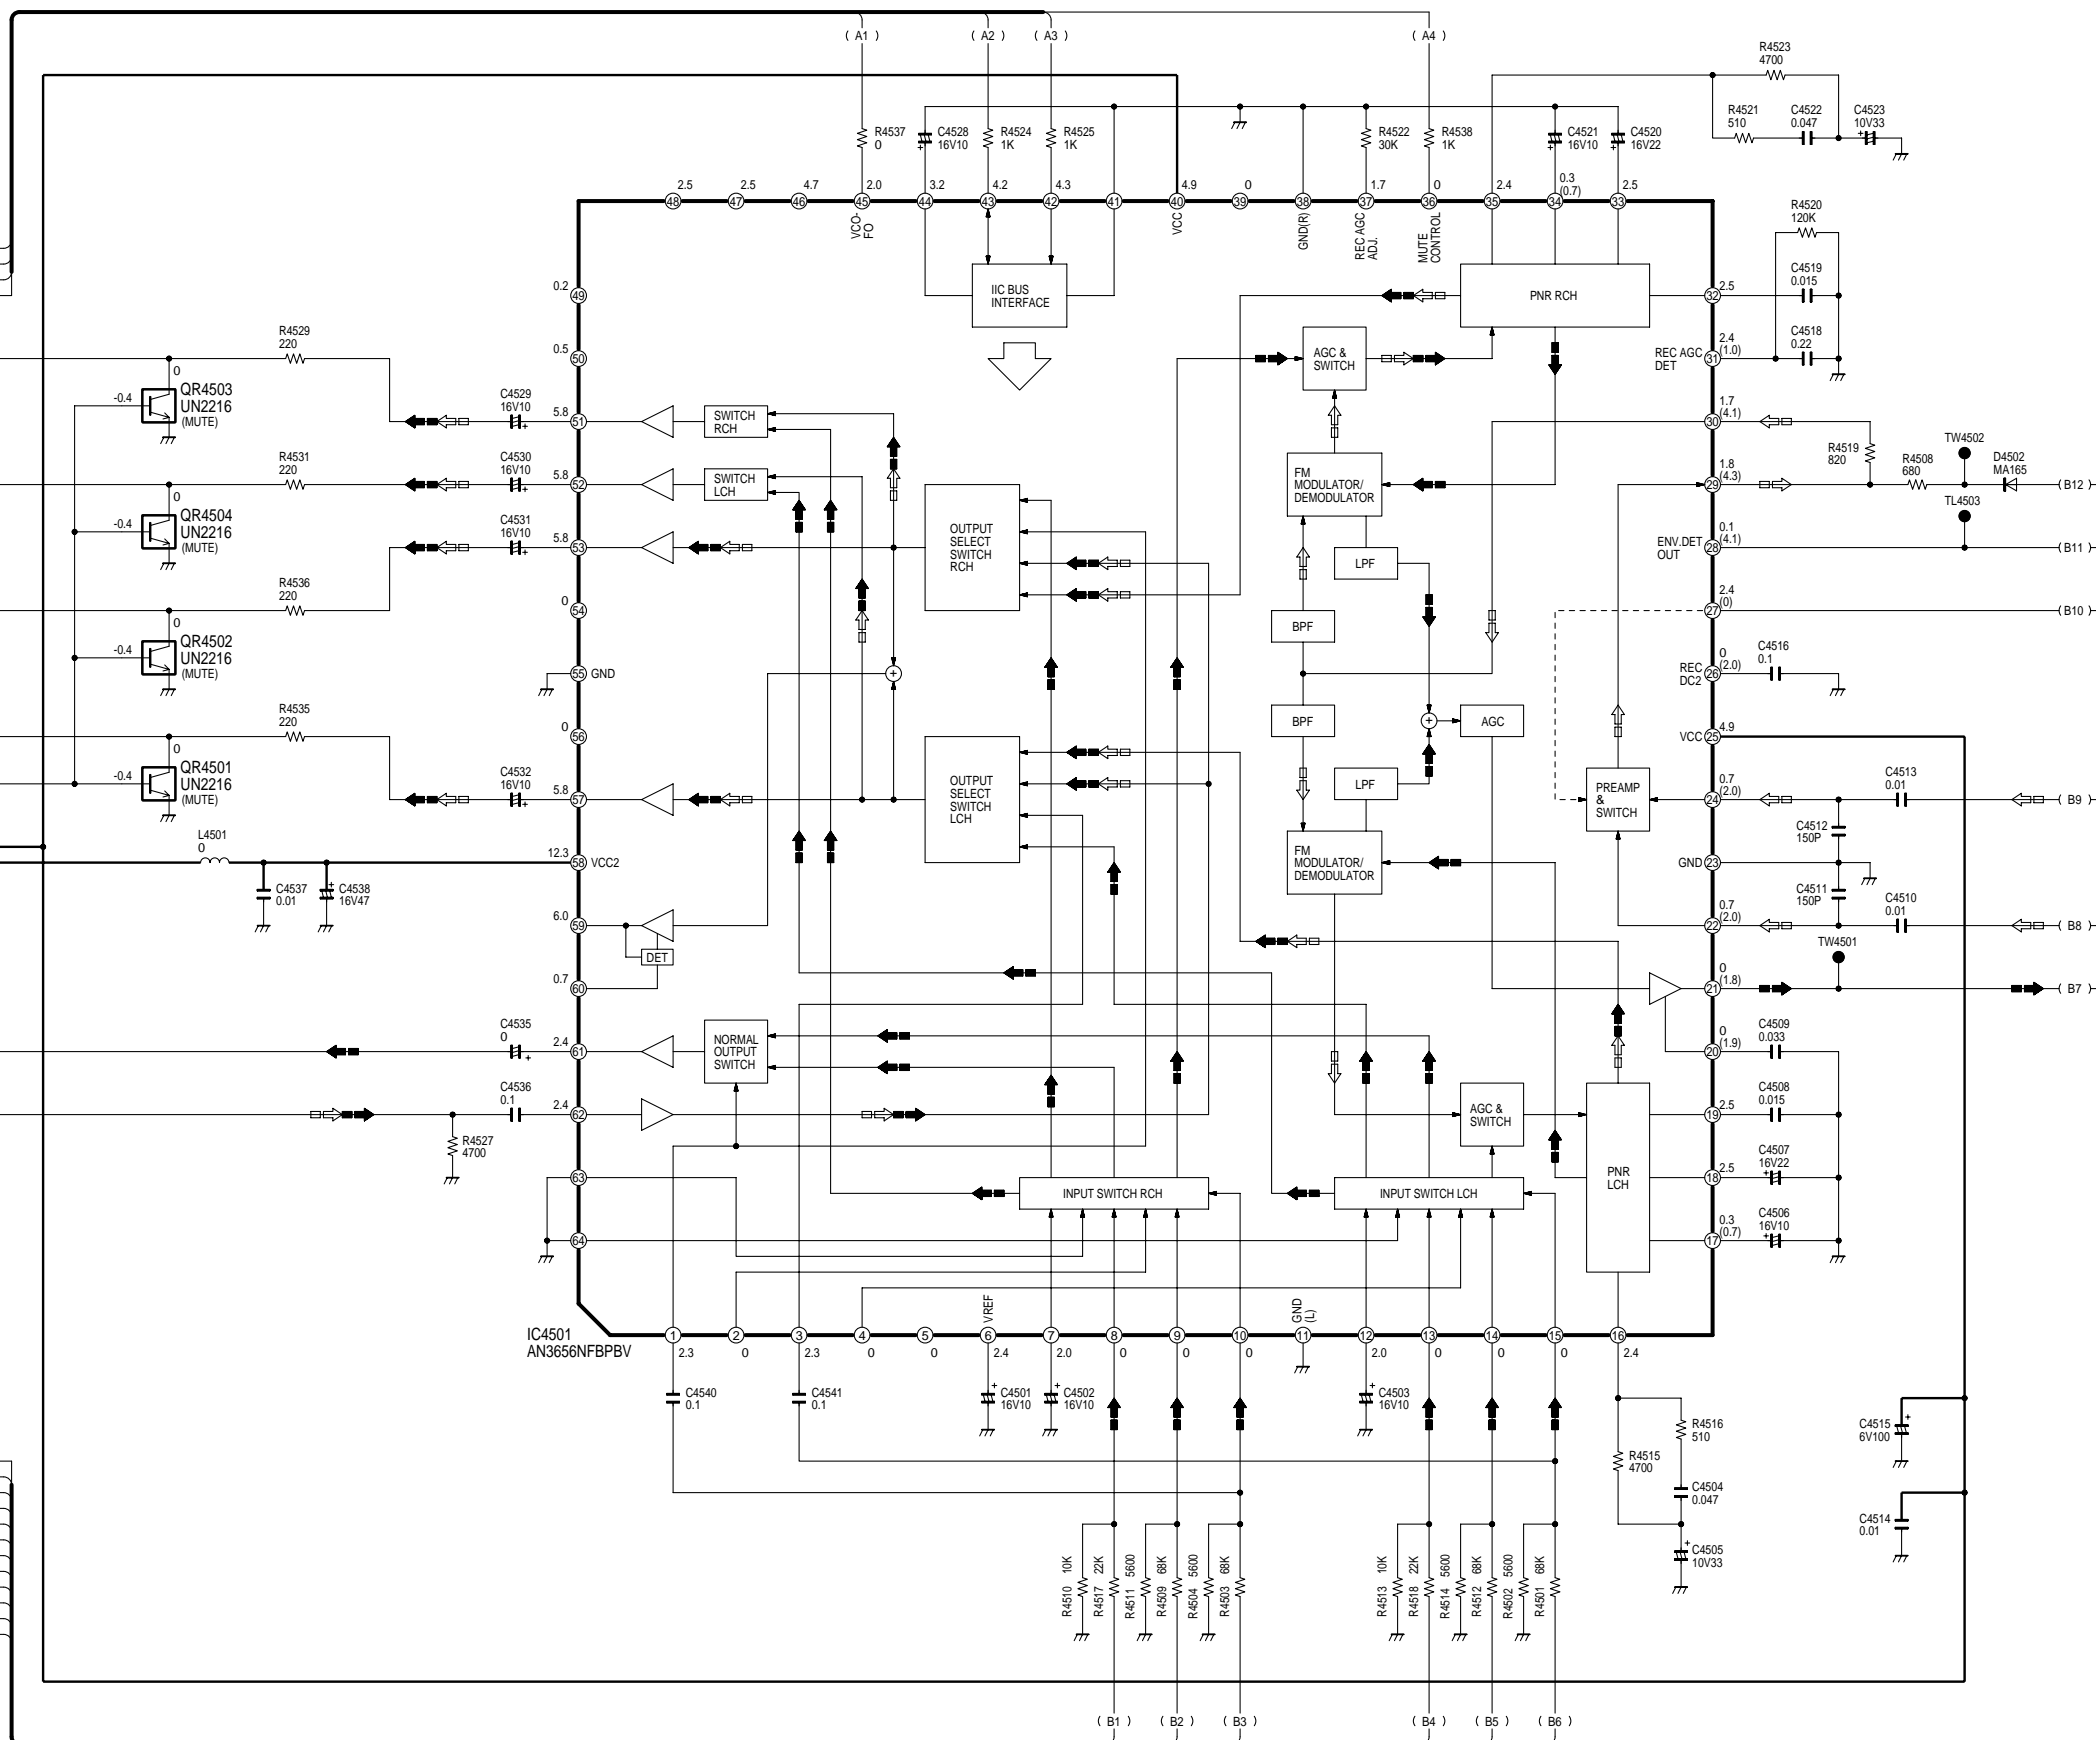 ( A1 )
( A2 )
( A3 )
( A4 )
R4523
4700
R4521
510
C4522
0.047
C4523
10V33
+
R4537
0
C4528
16V10
+
R4524
1K
R4525
1K
R4522
30K
R4538
1K
C4521
16V10
+
C4520
16V22
+
2.5
48
2.5
47
4.7
46
2.0
45
3.2
44
4.2
43
4.3
42
41
4.9
40
0
39
38
1.7
37
0
36
2.4
35
0.3
(0.7)
34
2.5
33
VCO-
FO
VCC
GND(R)
REC AGC
ADJ.
MUTE
CONTROL
R4520
120K
C4519
0.015
C4518
0.22
IIC BUS
INTERFACE
PNR RCH
32
2.5
0.2
49
0.5
50
AGC &
SWITCH
REC AGC
DET
31
2.4
(1.0)
R4529
220
0
-0.4
QR4503
UN2216
(MUTE)
C4529
16V10
+
5.8
51
SWITCH
RCH
1.7
(4.1)
30
R4519
820
R4531
220
0
-0.4
QR4504
UN2216
(MUTE)
C4530
16V10
+
5.8
52
SWITCH
LCH
FM
MODULATOR/
DEMODULATOR
1.8
(4.3)
29
R4508
680
TW4502
D4502
MA165
( B12 )
TL4503
C4531
16V10
+
5.8
53
OUTPUT
SELECT
SWITCH
RCH
LPF
ENV.DET
OUT
0.1
(4.1)
28
( B11 )
R4536
220
0
-0.4
QR4502
UN2216
(MUTE)
0
54
BPF
2.4
(0)
27
( B10 )
55
GND
+
REC
DC2
0
(2.0)
26
C4516
0.1
R4535
220
0
-0.4
QR4501
UN2216
(MUTE)
0
56
BPF
+
AGC
VCC
25
4.9
C4532
16V10
+
5.8
57
OUTPUT
SELECT
SWITCH
LCH
LPF
PREAMP
&
SWITCH
0.7
(2.0)
24
C4513
0.01
( B9 )
C4512
150P
L4501
0
C4537
0.01
C4538
16V47
+
12.3
58
VCC2
FM
MODULATOR/
DEMODULATOR
GND
23
C4511
150P
C4510
0.01
6.0
59
DET
0.7
(2.0)
22
( B8 )
TW4501
0.7
60
0
(1.8)
21
( B7 )
C4535
0
+
2.4
61
NORMAL
OUTPUT
SWITCH
0
(1.9)
20
C4509
0.033
C4536
0.1
2.4
62
R4527
4700
AGC &
SWITCH
PNR
LCH
19
2.5
C4508
0.015
63
INPUT SWITCH RCH
INPUT SWITCH LCH
18
2.5
C4507
16V22
+
64
17
0.3
(0.7)
C4506
16V10
+
IC4501
AN3656NFBPBV
VREF
GND
(L)
1
2.3
2
0
3
2.3
4
0
5
0
6
2.4
7
2.0
8
0
9
0
10
0
11
12
2.0
13
0
14
0
15
0
16
2.4
C4540
0.1
C4541
0.1
C4501
16V10
+
C4502
16V10
+
C4503
16V10
+
R4516
510
R4515
4700
C4504
0.047
C4505
10V33
+
C4515
6V100
+
C4514
0.01
R4510 10K
R4517 22K
R4511 5600
R4509 68K
R4504 5600
R4503 68K
R4513 10K
R4518 22K
R4514 5600
R4512 68K
R4502 5600
R4501 68K
( B1 )
( B2 )
( B3 )
( B4 )
( B5 )
( B6 )